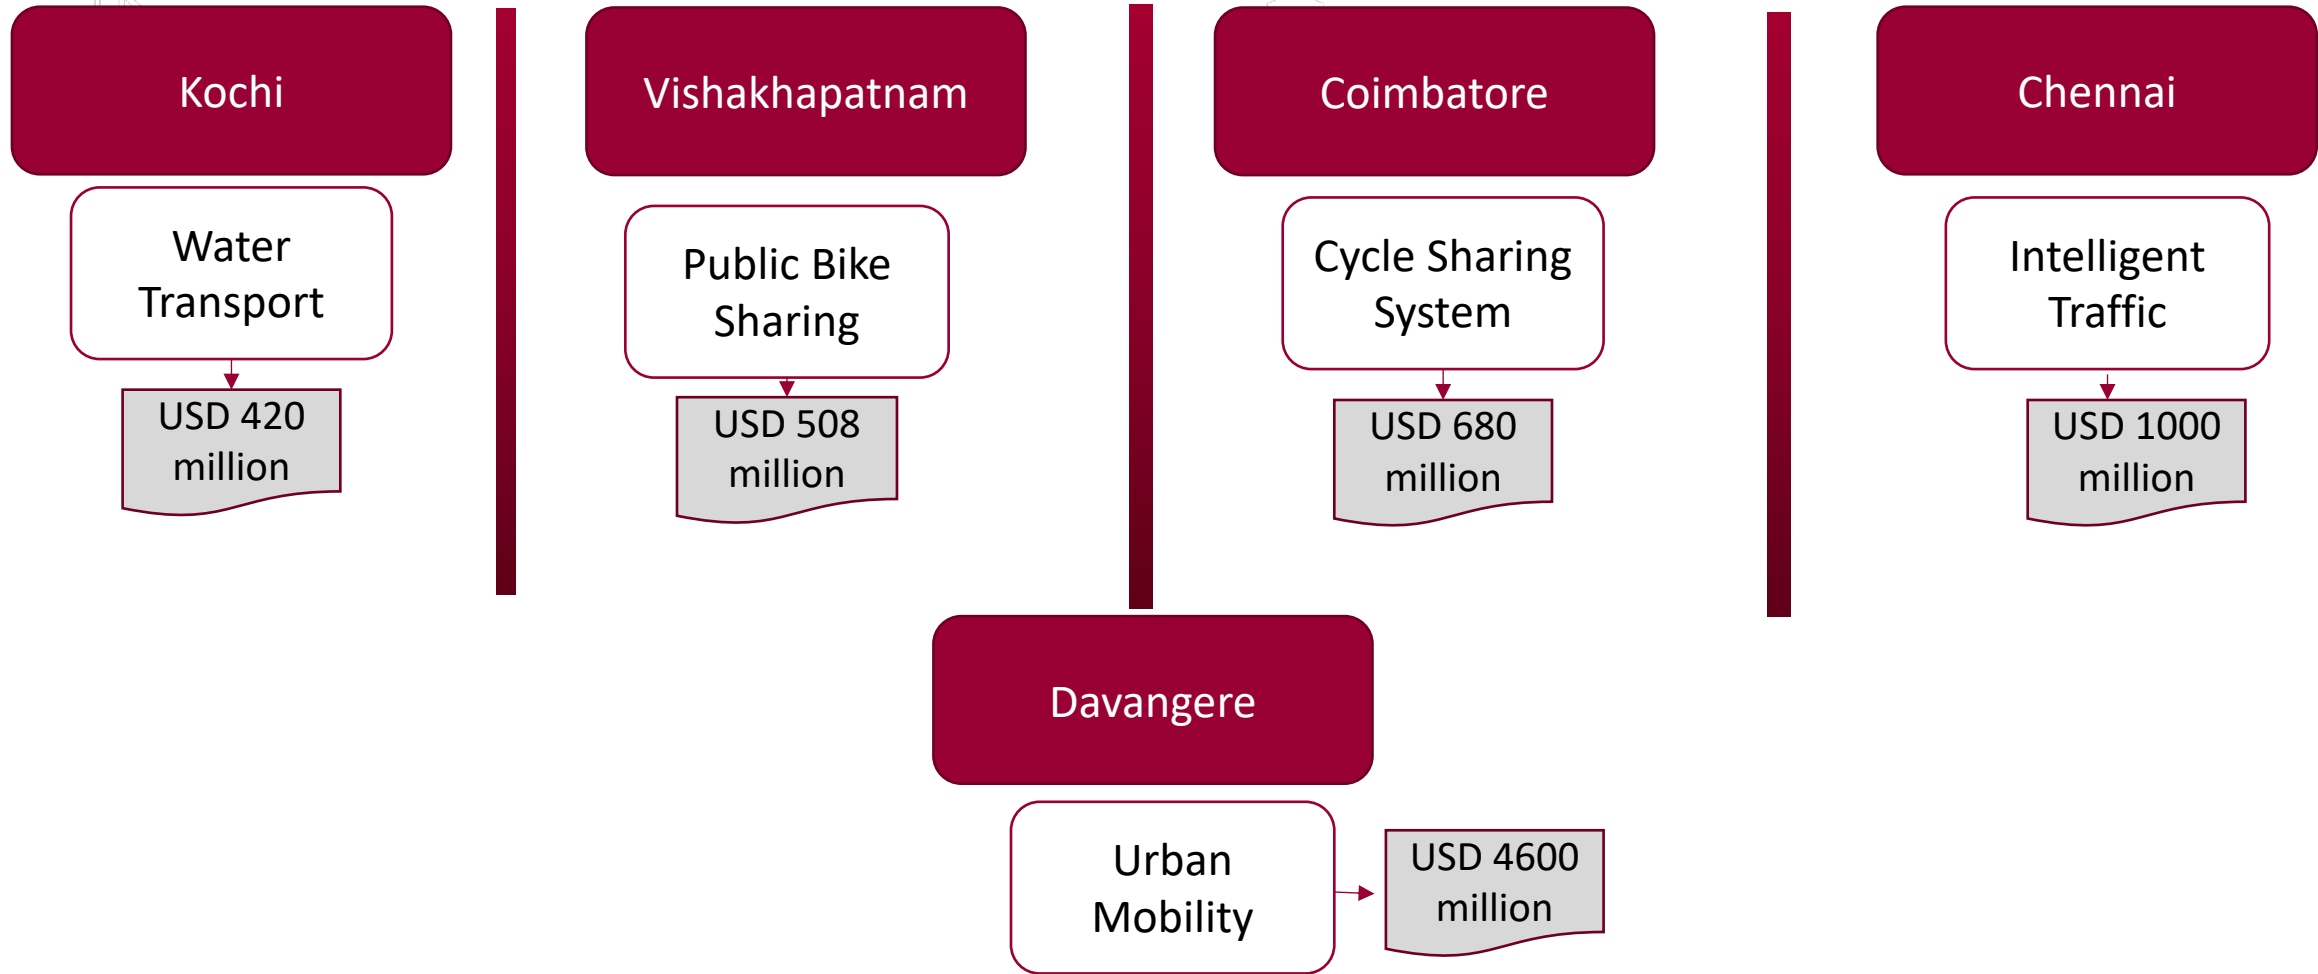 Kochi
Vishakhapatnam
Coimbatore
Chennai
Water
Transport
Public Bike
Sharing
Cycle Sharing
System
Intelligent
Traffic
USD 420
million
USD 508
million
USD 680
million
USD 1000
million
Davangere
Urban
Mobility
USD 4600
million